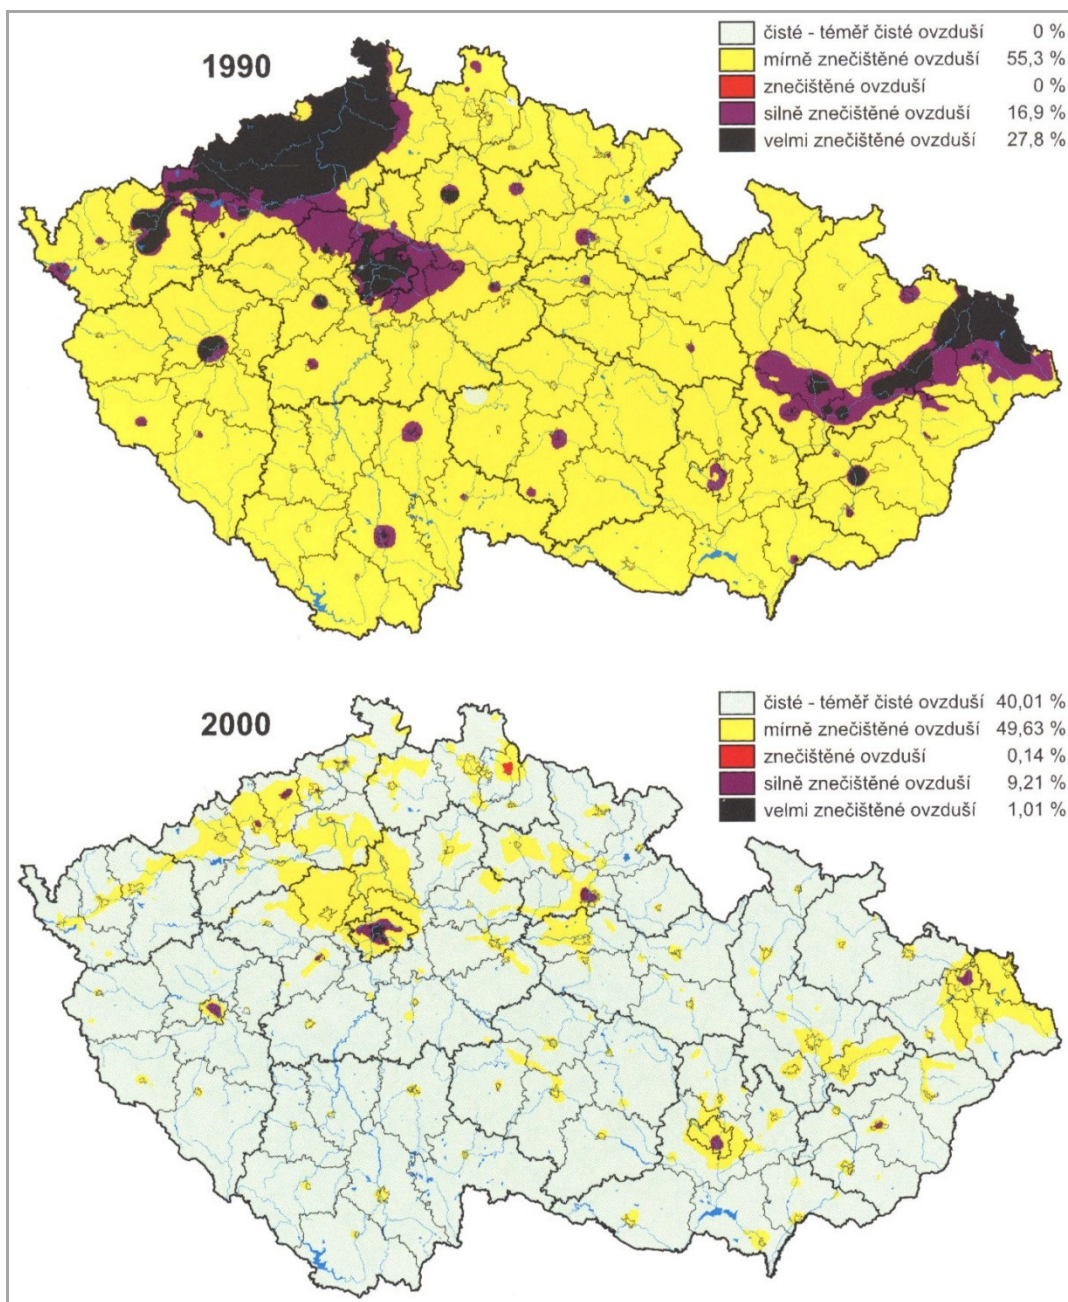 1990
čisté - téměř čisté ovzduší 0 %
mírně znečištěné ovzduší 55,3 %
znečištěné ovzduší 0 %
silně znečištěné ovzduší 16,9 %
velmi znečištěné ovzduší 27,8 %
2000
čisté - téměř čisté ovzduší 40,01 %
mírně znečištěné ovzduší 49,63 %
znečištěné ovzduší 0,14 %
silně znečištěné ovzduší 9,21 %
velmi znečištěné ovzduší 1,01 %